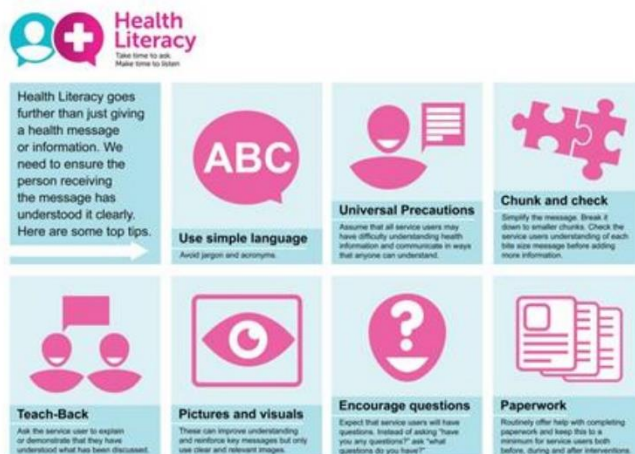 Health
Literacy
Take time to ask.
Make time to listen
Health Literacy goes
further than just giving
a health message
or information. We
need to ensure the
person receiving
the message has
understood it clearly.
Here are some top tips.
ABC
Use simple language
Avoid jargon and acronyms.
Universal Precautions
Assume that all service users may
have difficulty understanding health
information and communicate in ways
that anyone can understand.
Chunk and check
Simplify the message. Break it
down to smaller chunks. Check the
service users understanding of each
bite size message before adding
more information.
Teach-Back
Ask the service user to explain
or demonstrate that they have
understood what has been discussed.
Pictures and visuals
These can improve understanding
and reinforce key messages but only
use clear and relevant images.
?
Encourage questions
Expect that service users will have
questions. Instead of asking "have
you any questions?" ask "what
questions do you have?"
Paperwork
Routinely offer help with completing
paperwork and keep this to a
minimum for service users both
before, during and after interventions.